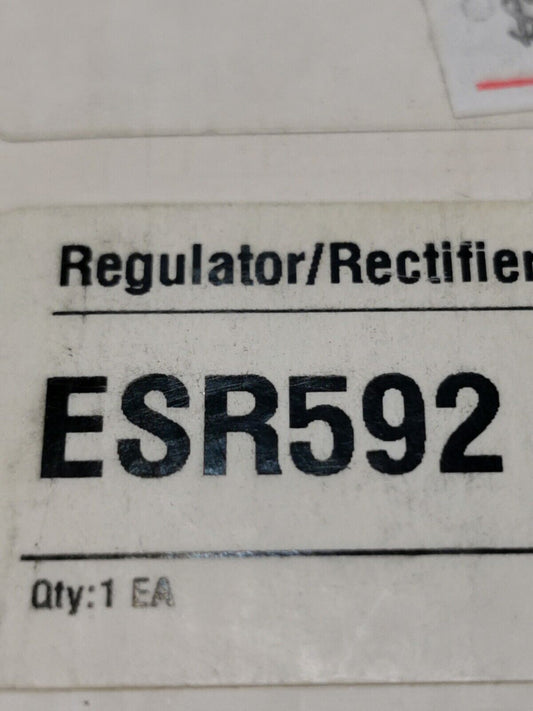 $
Regulator/Rectifier
ESR592
Qty:1 EA